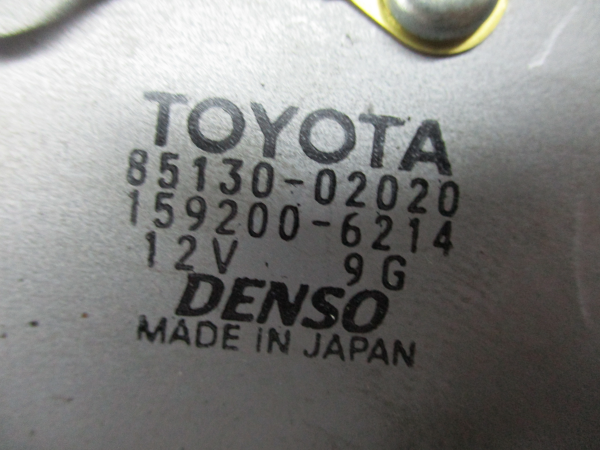 TOYOTA
85130-02020
159200-6214
12V 9G
DENSO
MADE IN JAPAN